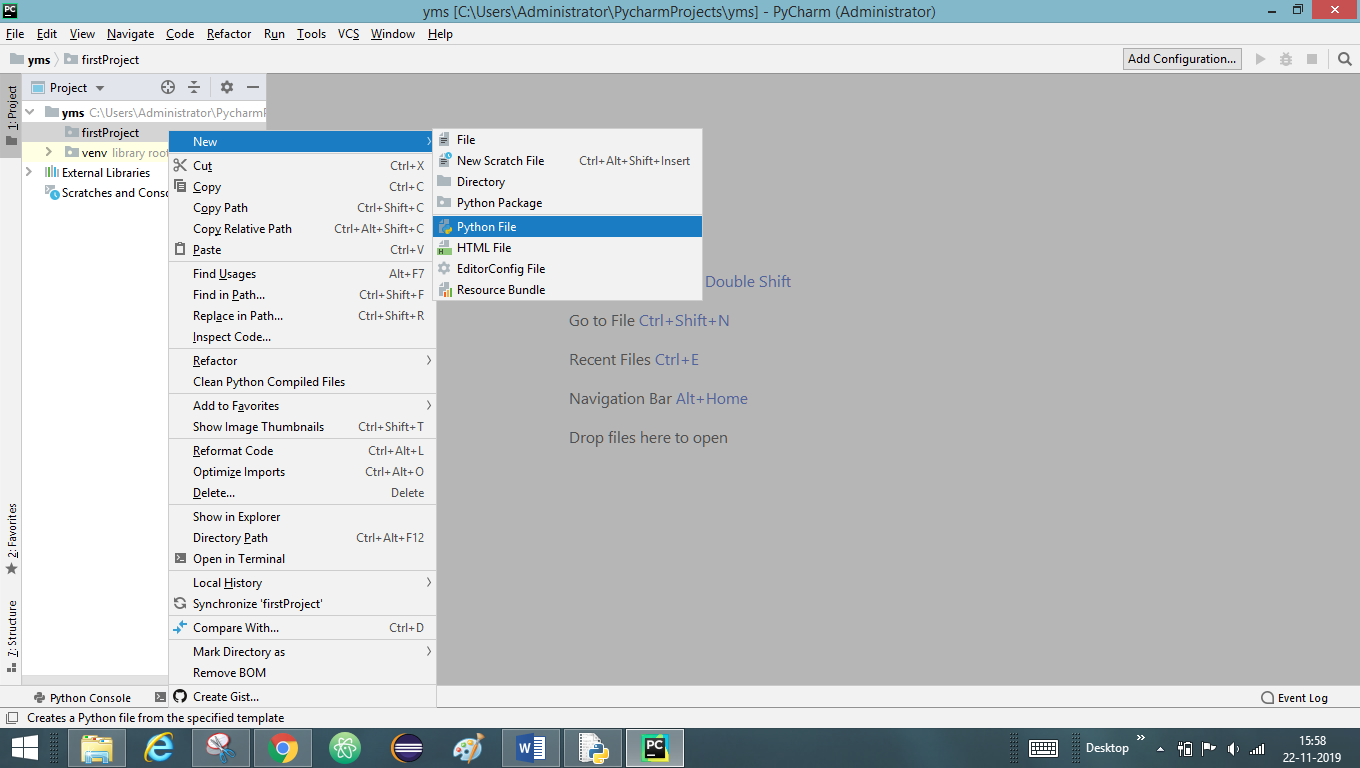 yms [C:\Users\Administrator\PycharmProjects\yms] - PyCharm (Administrator)
File Edit View Navigate Code Refactor Run Tools VCS Window Help
yms firstProject Add Configuration...
Project
1: Project
yms C:\Users\Administrator\PycharmP
firstProject
venv library root
External Libraries
Scratches and Conso
New
Cut Ctrl+X
Copy Ctrl+C
Copy Path Ctrl+Shift+C
Copy Relative Path Ctrl+Alt+Shift+C
Paste Ctrl+V
Find Usages Alt+F7
Find in Path... Ctrl+Shift+F
Replace in Path... Ctrl+Shift+R
Inspect Code...
Refactor
Clean Python Compiled Files
Add to Favorites
Show Image Thumbnails Ctrl+Shift+T
Reformat Code Ctrl+Alt+L
Optimize Imports Ctrl+Alt+O
Delete... Delete
Show in Explorer
Directory Path Ctrl+Alt+F12
Open in Terminal
Local History
Synchronize 'firstProject'
Compare With... Ctrl+D
Mark Directory as
Remove BOM
Create Gist...
File
New Scratch File Ctrl+Alt+Shift+Insert
Directory
Python Package
Python File
HTML File
EditorConfig File
Resource Bundle
Double Shift
Go to File Ctrl+Shift+N
Recent Files Ctrl+E
Navigation Bar Alt+Home
Drop files here to open
2: Favorites
7: Structure
Python Console
Event Log
Creates a Python file from the specified template
Desktop
15:58
22-11-2019